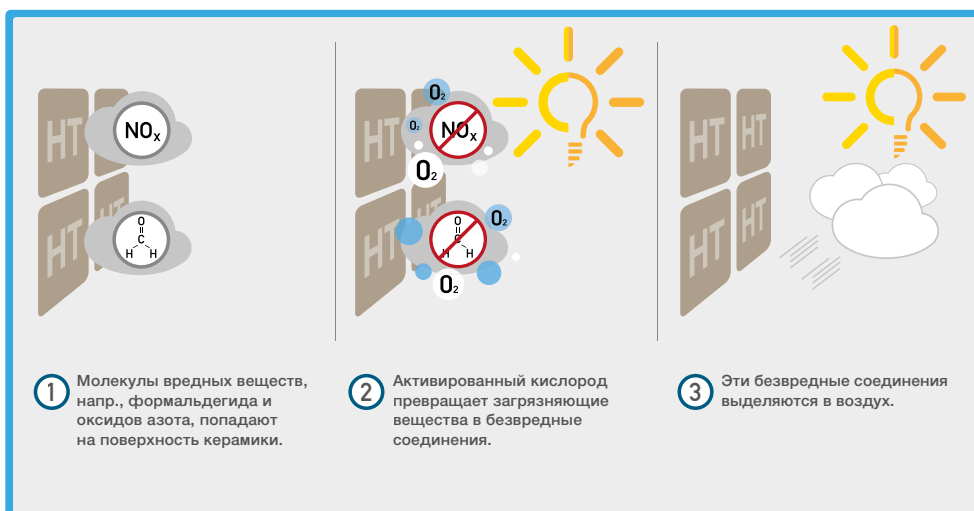 HT
HT
NOₓ
HT
HT
O
C
H H
O₂
O₂
NOₓ
O₂
HT
HT
O
C
H H
O₂
O₂
HT
HT
HT
HT
1
Молекулы вредных веществ,
напр., формальдегида и
оксидов азота, попадают
на поверхность керамики.
2
Активированный кислород
превращает загрязняющие
вещества в безвредные
соединения.
3
Эти безвредные соединения
выделяются в воздух.